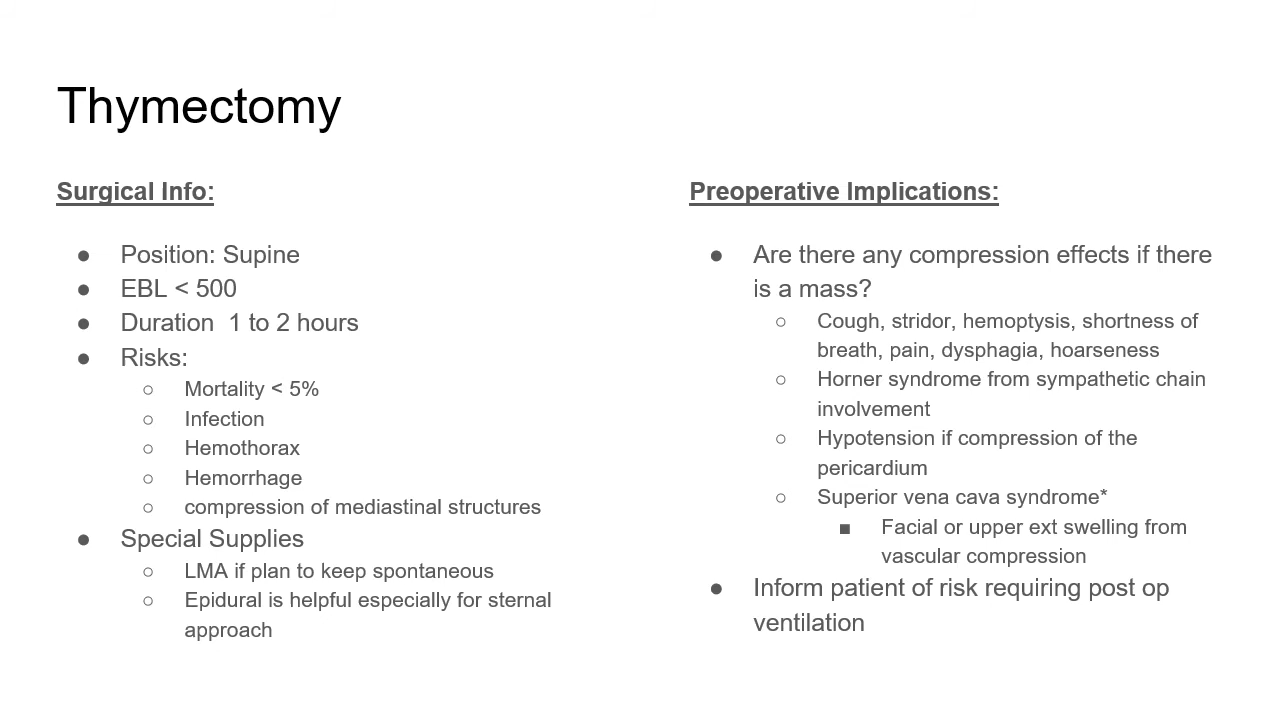 Thymectomy
Surgical Info:
● Position: Supine
● EBL < 500
● Duration  1 to 2 hours
● Risks:
○ Mortality < 5%
○ Infection
○ Hemothorax
○ Hemorrhage
○ compression of mediastinal structures
● Special Supplies
○ LMA if plan to keep spontaneous
○ Epidural is helpful especially for sternal
approach
Preoperative Implications:
● Are there any compression effects if there
is a mass?
○ Cough, stridor, hemoptysis, shortness of
breath, pain, dysphagia, hoarseness
○ Horner syndrome from sympathetic chain
involvement
○ Hypotension if compression of the
pericardium
○ Superior vena cava syndrome*
■ Facial or upper ext swelling from
vascular compression
● Inform patient of risk requiring post op
ventilation